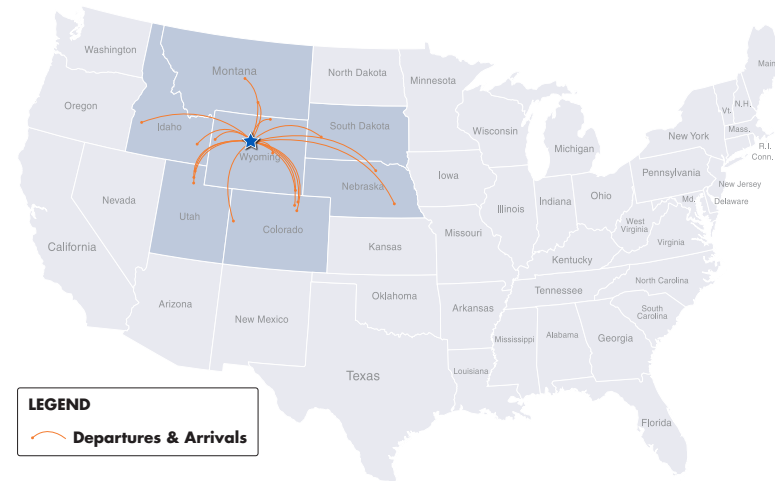 Washington
Montana
North Dakota
Minnesota
Main
Oregon
Idaho
South Dakota
Wisconsin
Michigan
Vt.
N.H.
New York
Mass.
R.I.
Conn.
Wyoming
Nebraska
Iowa
Pennsylvania
New Jersey
Nevada
Utah
Colorado
Illinois
Indiana
Ohio
Md.
Delaware
California
Kansas
Missouri
West
Virginia
Virginia
Kentucky
Arizona
New Mexico
Oklahoma
Arkansas
Tennessee
North Carolina
South
Carolina
Mississippi
Alabama
Georgia
Texas
Louisiana
Florida
LEGEND
Departures & Arrivals